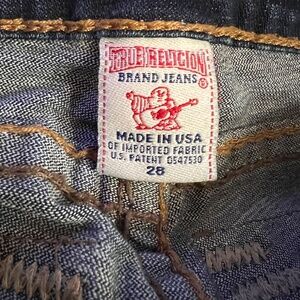 TRUE RELIGION
BRAND JEANS®
MADE IN USA
OF IMPORTED FABRIC
U.S. PATENT D547530
28